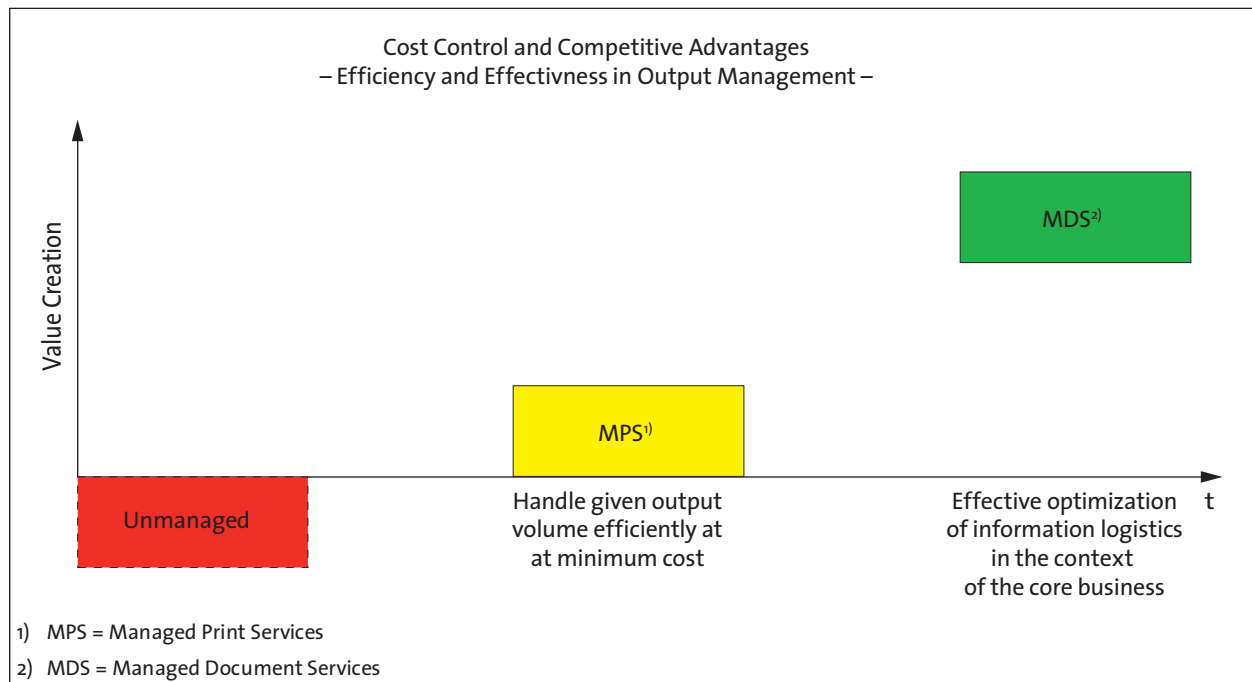 Cost Control and Competitive Advantages
– Efficiency and Effectivness in Output Management –
Value Creation
MDS²⁾
MPS¹⁾
Unmanaged
Handle given output
volume efficiently at
at minimum cost
Effective optimization
of information logistics
in the context
of the core business
t
1) MPS = Managed Print Services
2) MDS = Managed Document Services